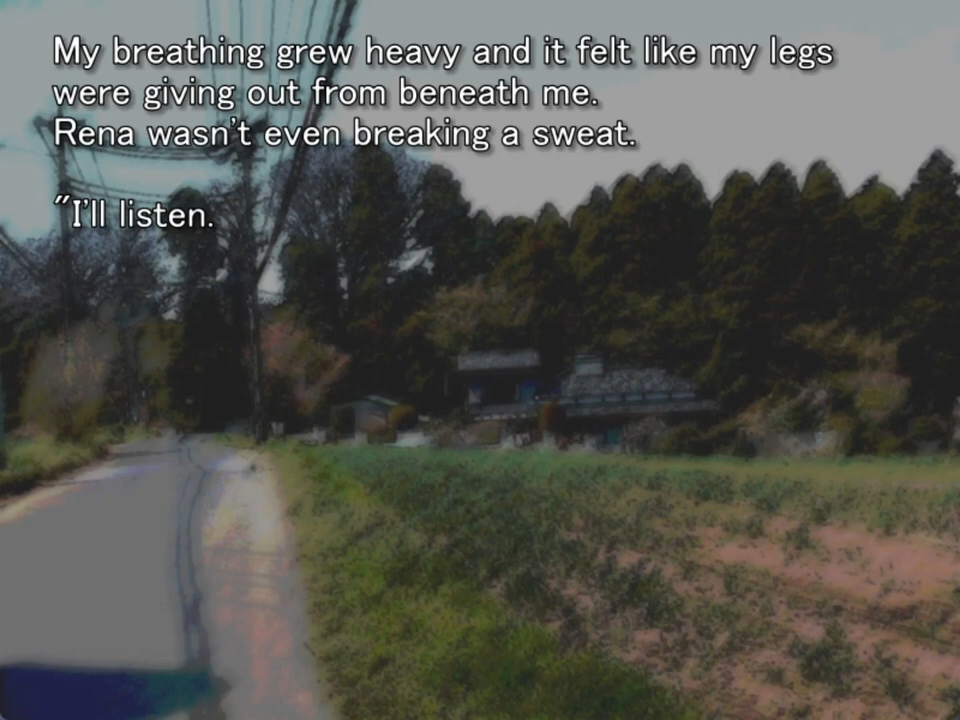 My breathing grew heavy and it felt like my legs
were giving out from beneath me.
Rena wasn't even breaking a sweat.
"I'll listen.